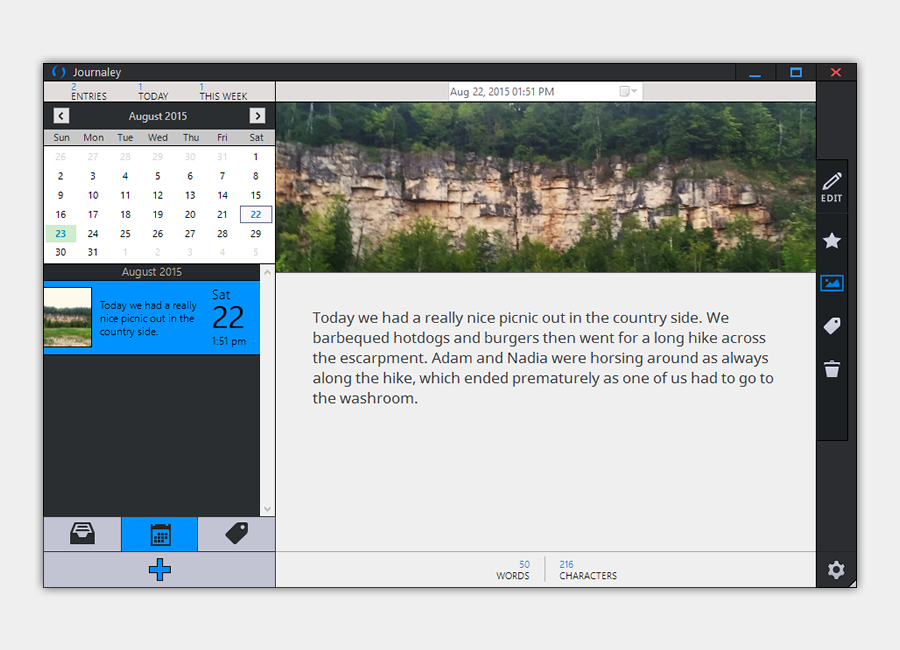 Journaley
2 ENTRIES 1 TODAY 1 THIS WEEK
August 2015
Sun Mon Tue Wed Thu Fri Sat
26 27 28 29 30 31 1
2 3 4 5 6 7 8
9 10 11 12 13 14 15
16 17 18 19 20 21 22
23 24 25 26 27 28 29
30 31 1 2 3 4 5
August 2015
Today we had a really
nice picnic out in the
country side.
Sat
22
1:51 pm
Aug 22, 2015 01:51 PM
Today we had a really nice picnic out in the country side. We
barbequed hotdogs and burgers then went for a long hike across
the escarpment. Adam and Nadia were horsing around as always
along the hike, which ended prematurely as one of us had to go to
the washroom.
50 WORDS
216 CHARACTERS
EDIT